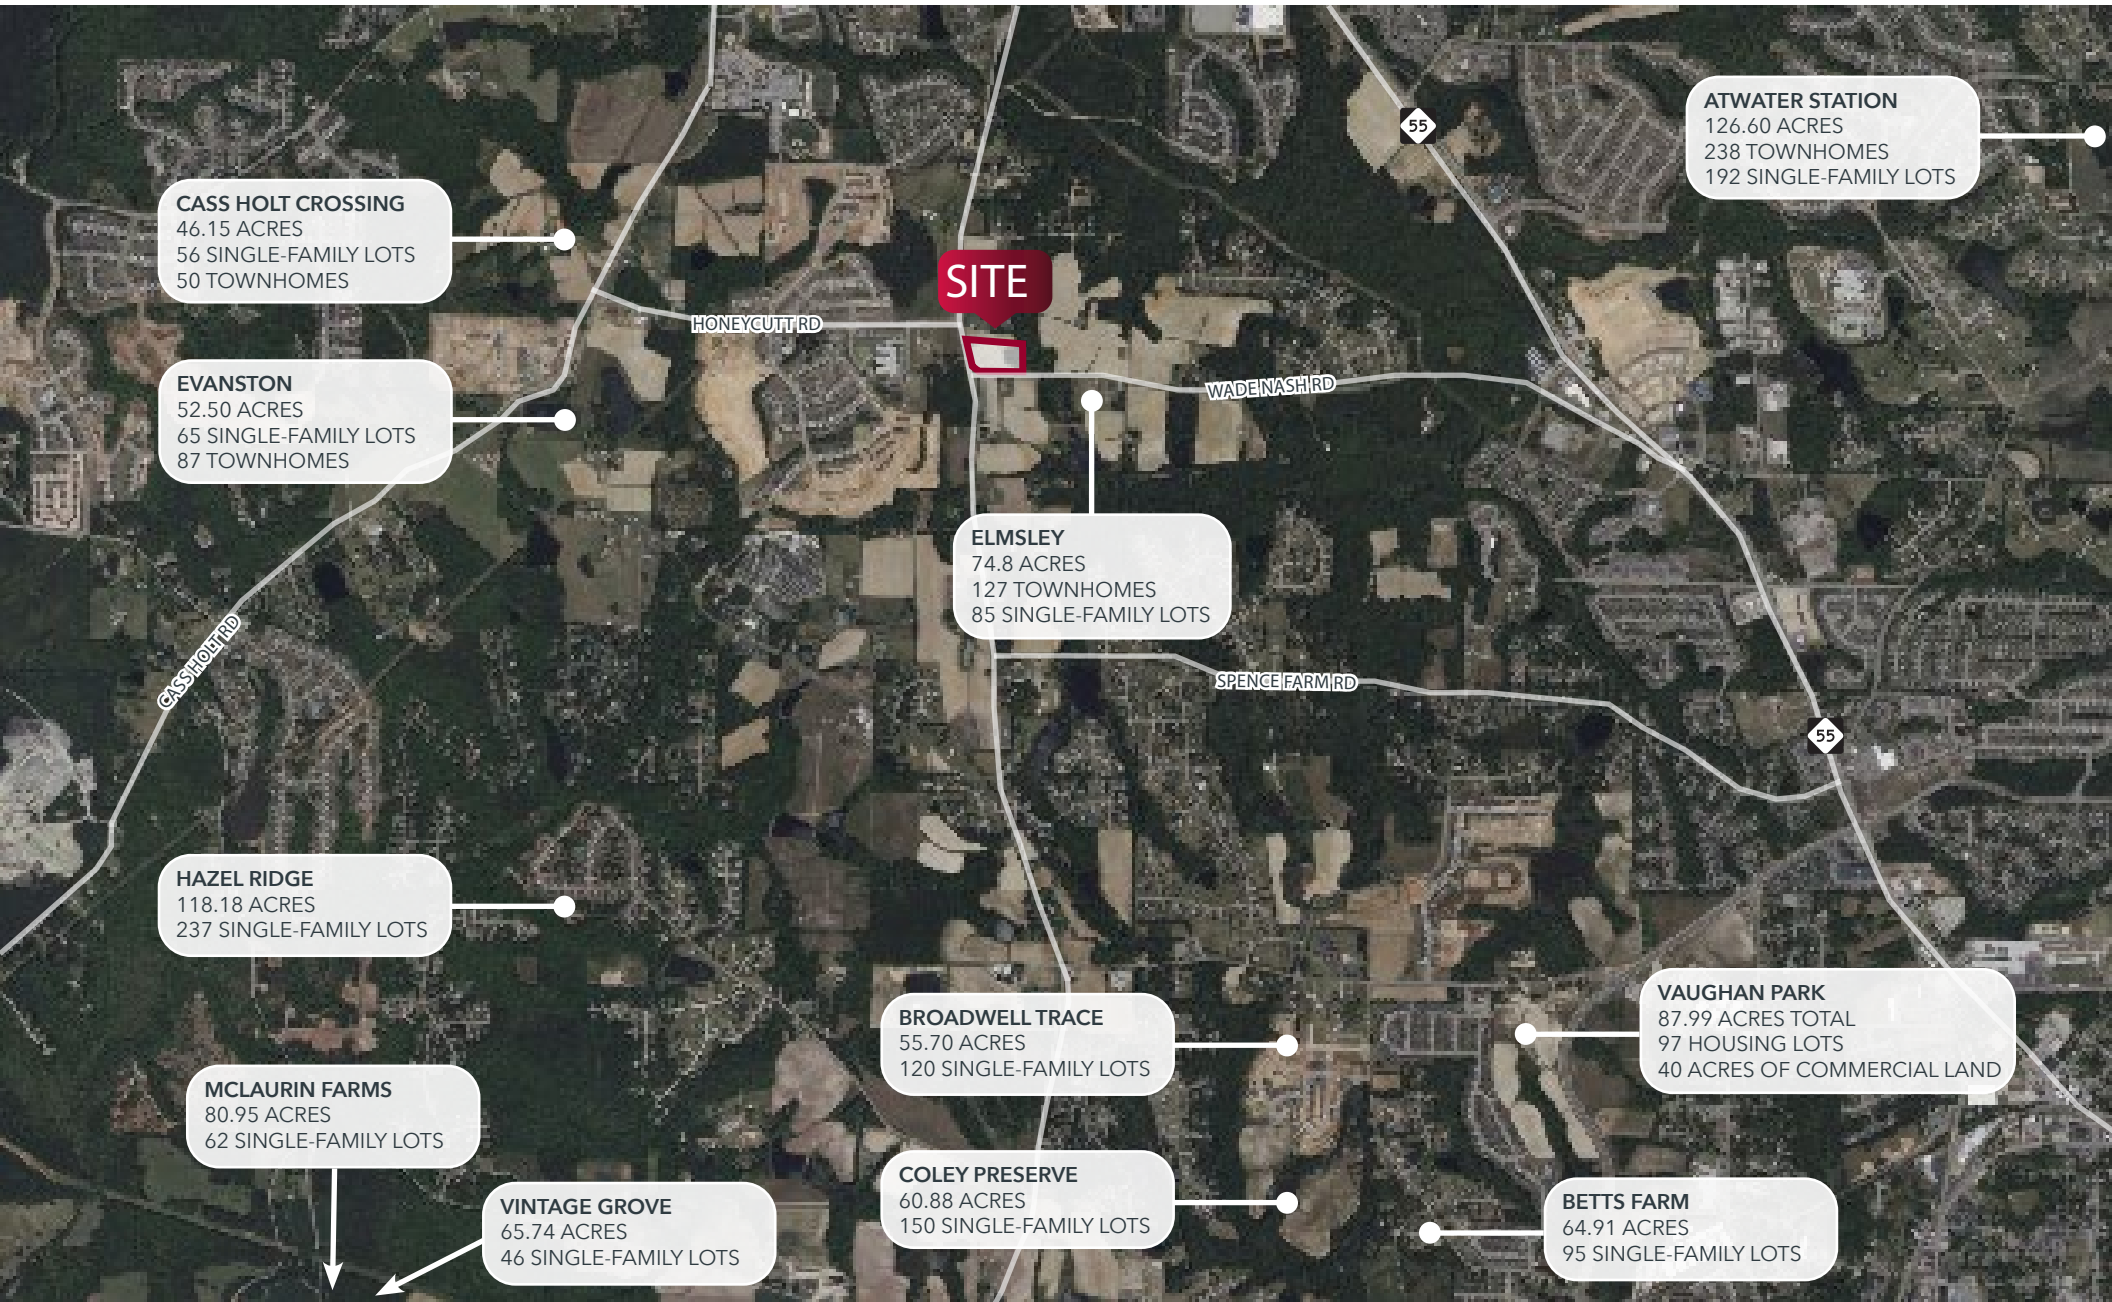 55
ATWATER STATION
126.60 ACRES
238 TOWNHOMES
192 SINGLE-FAMILY LOTS
CASS HOLT CROSSING
46.15 ACRES
56 SINGLE-FAMILY LOTS
50 TOWNHOMES
SITE
HONEYCUTT RD
EVANSTON
52.50 ACRES
65 SINGLE-FAMILY LOTS
87 TOWNHOMES
WADE NASH RD
ELMSLEY
74.8 ACRES
127 TOWNHOMES
85 SINGLE-FAMILY LOTS
CASS HOLT RD
SPENCE FARM RD
55
HAZEL RIDGE
118.18 ACRES
237 SINGLE-FAMILY LOTS
BROADWELL TRACE
55.70 ACRES
120 SINGLE-FAMILY LOTS
VAUGHAN PARK
87.99 ACRES TOTAL
97 HOUSING LOTS
40 ACRES OF COMMERCIAL LAND
MCLAURIN FARMS
80.95 ACRES
62 SINGLE-FAMILY LOTS
VINTAGE GROVE
65.74 ACRES
46 SINGLE-FAMILY LOTS
COLEY PRESERVE
60.88 ACRES
150 SINGLE-FAMILY LOTS
BETTS FARM
64.91 ACRES
95 SINGLE-FAMILY LOTS